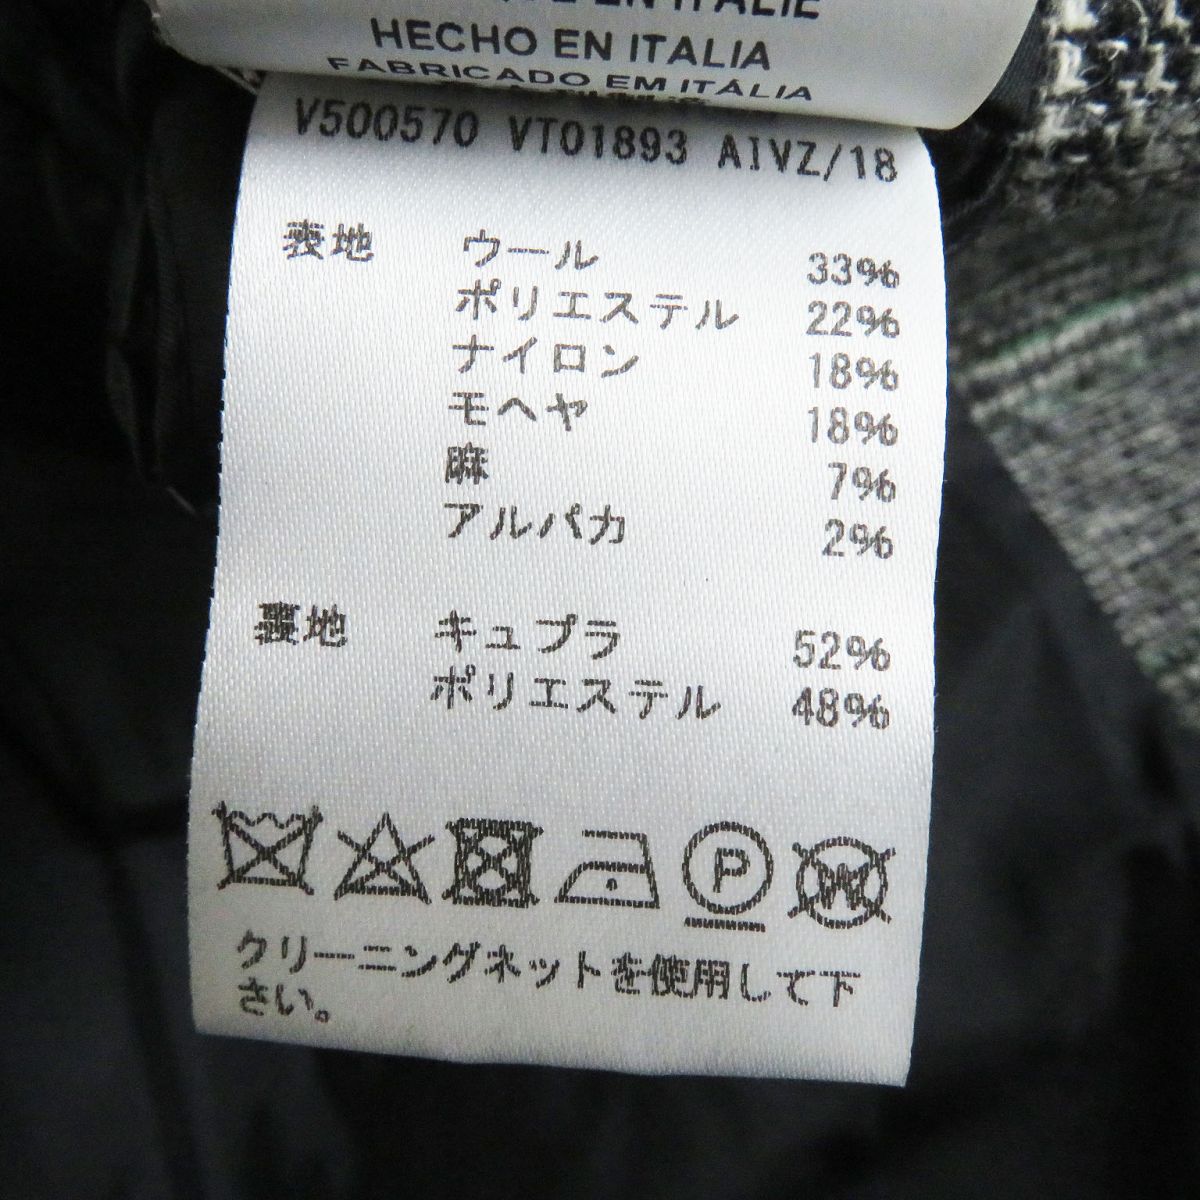 EN ITALIE
HECHO EN ITALIA
FABRICADO EM ITÁLIA
V500570 VT01893 AIVZ/18
表地 ウール 33%
ポリエステル 22%
ナイロン 18%
モヘヤ 18%
麻 7%
アルパカ 2%
裏地 キュプラ 52%
ポリエステル 48%
P
W
クリーニングネットを使用して下
さい。